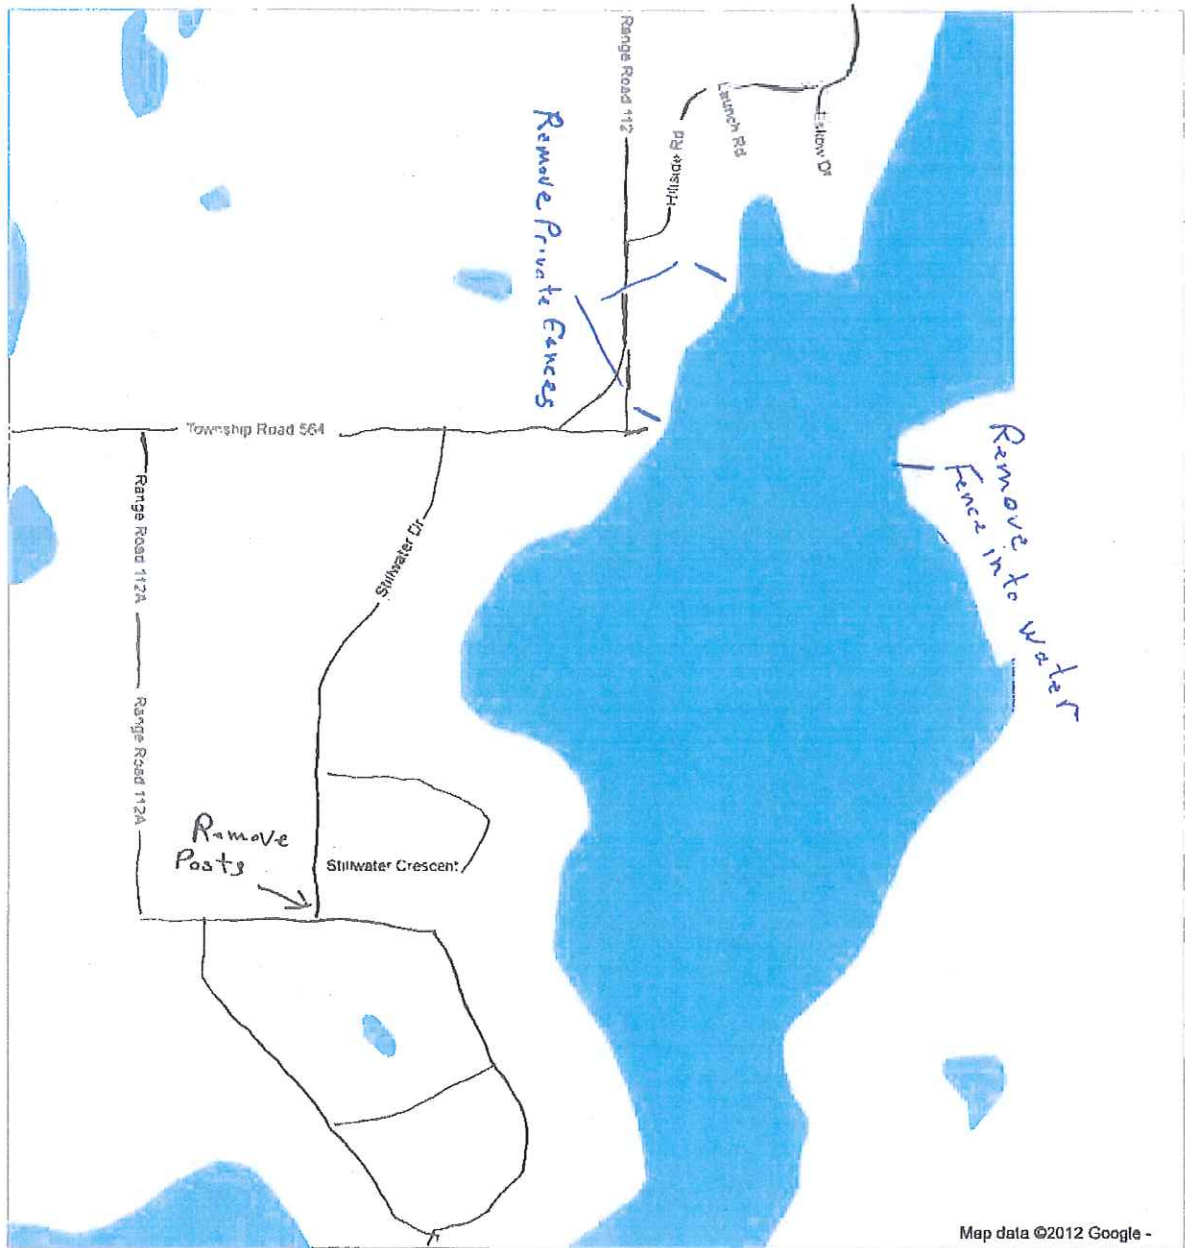 Range Road 112
Launch Rd
Eskow Dr
Hillside Rd
Remove Private Fences
Township Road 564
Remove
Fence into water
Range Road 112A
Stillwater Dr
Range Road 112A
Remove
Posts
Stillwater Crescent
Map data ©2012 Google -